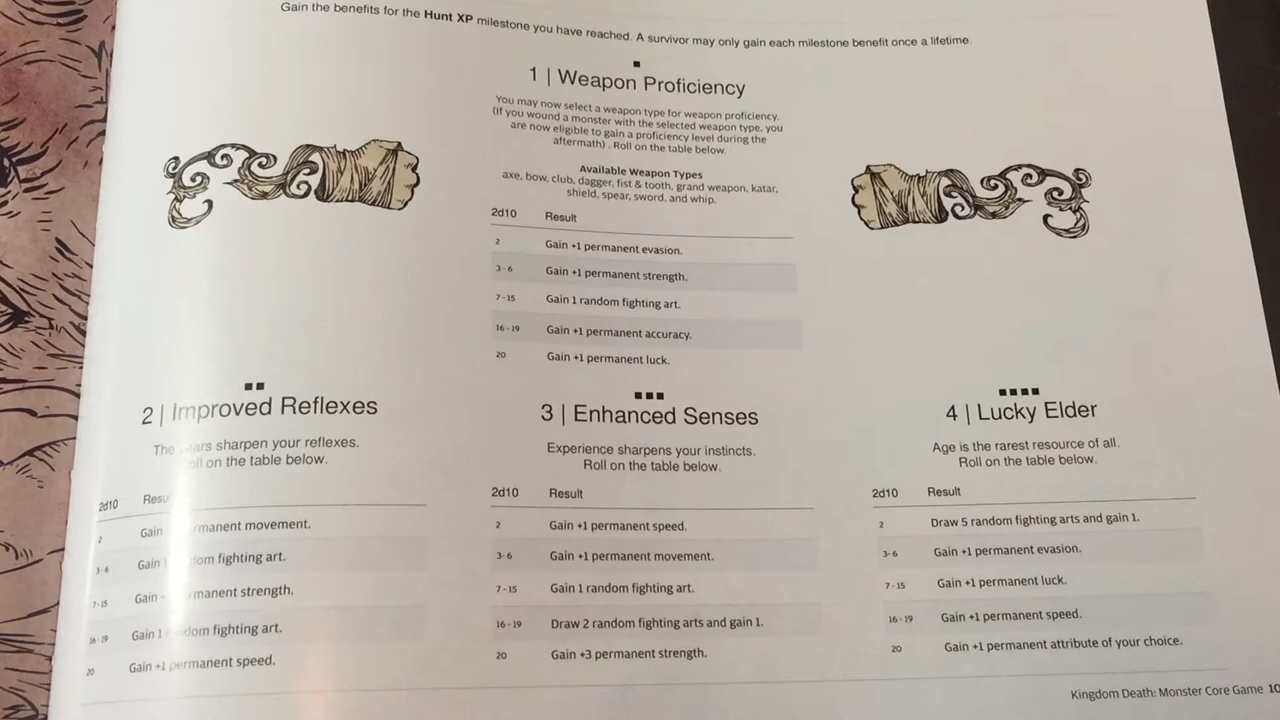 Gain the benefits for the Hunt XP milestone you have reached. A survivor may only gain each milestone benefit once a lifetime.
1 | Weapon Proficiency
You may now select a weapon type for weapon proficiency.
(If you wound a monster with the selected weapon type, you
are now eligible to gain a proficiency level during the
aftermath) . Roll on the table below.
Available Weapon Types
axe, bow, club, dagger, fist & tooth, grand weapon, katar,
shield, spear, sword, and whip.
2d10 Result
2 Gain +1 permanent evasion.
3 - 6 Gain +1 permanent strength.
7 - 15 Gain 1 random fighting art.
16 - 19 Gain +1 permanent accuracy.
20 Gain +1 permanent luck.
2 | Improved Reflexes
The sharpen your reflexes.
on the table below.
2d10
2 Gain movement.
3 - 6 Gain fighting art.
7 - 15 Gain strength.
16 - 19 Gain 1 fighting art.
20 Gain +1 permanent speed.
3 | Enhanced Senses
Experience sharpens your instincts.
Roll on the table below.
2d10 Result
2 Gain +1 permanent speed.
3 - 6 Gain +1 permanent movement.
7 - 15 Gain 1 random fighting art.
16 - 19 Draw 2 random fighting arts and gain 1.
20 Gain +3 permanent strength.
4 | Lucky Elder
Age is the rarest resource of all.
Roll on the table below.
2d10 Result
2 Draw 5 random fighting arts and gain 1.
3 - 6 Gain +1 permanent evasion.
7 - 15 Gain +1 permanent luck.
16 - 19 Gain +1 permanent speed.
20 Gain +1 permanent attribute of your choice.
Kingdom Death: Monster Core Game